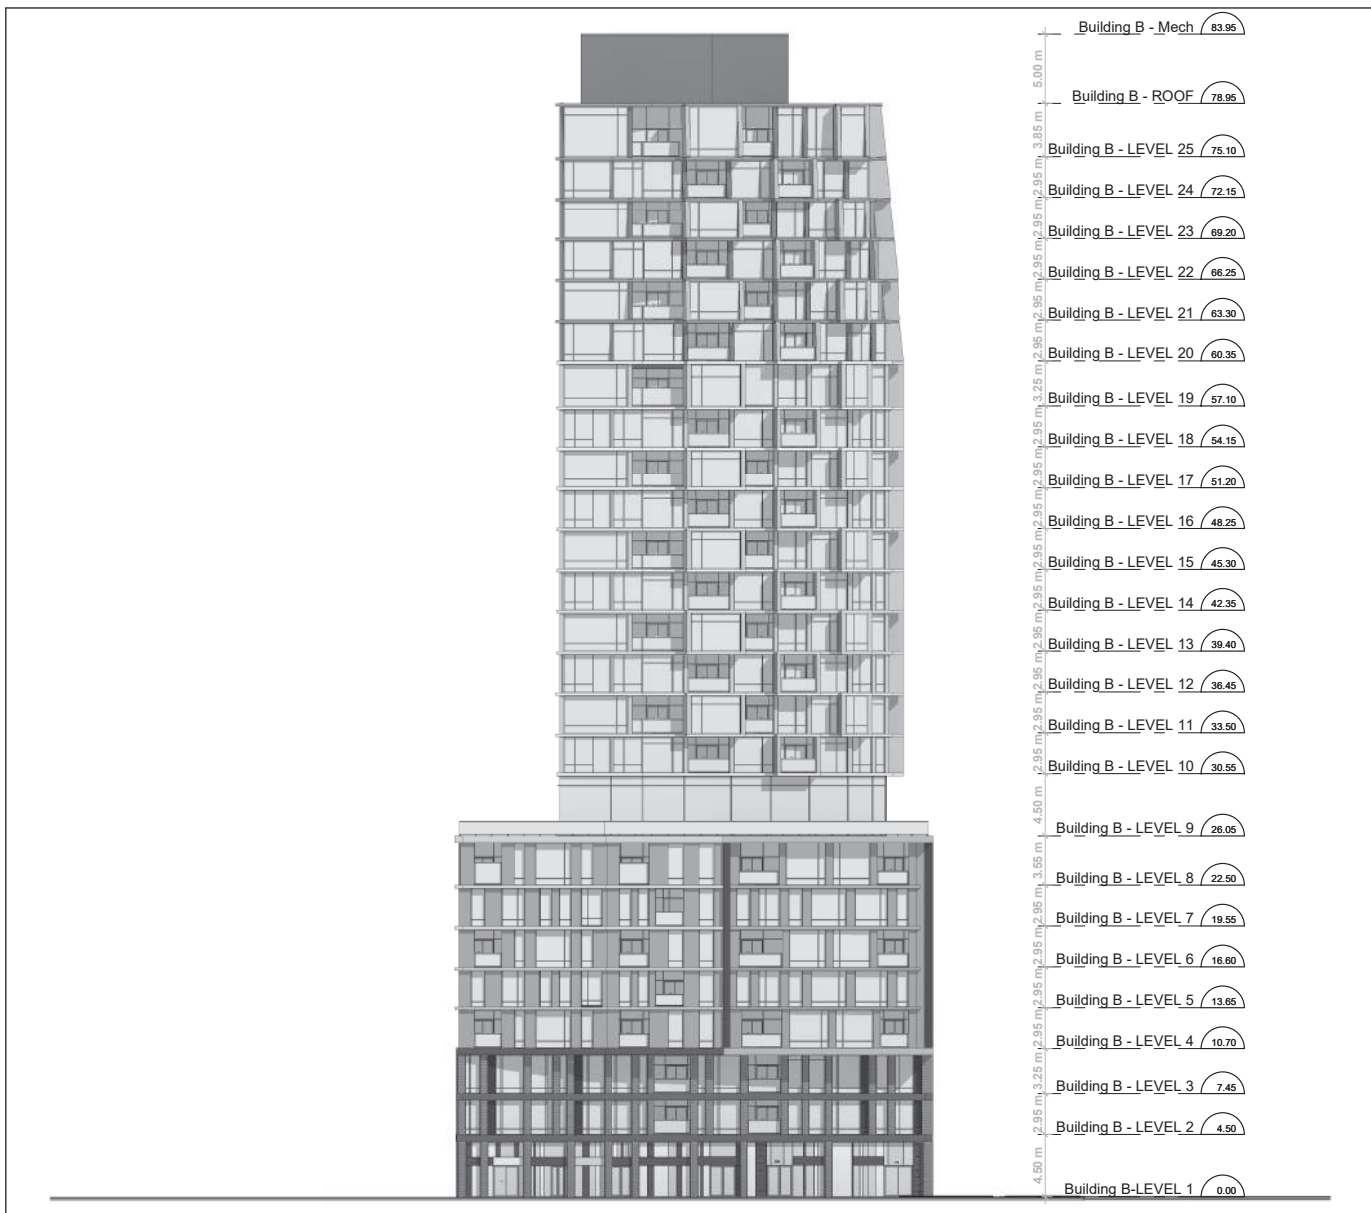 Building B - Mech 83.95
5.00 m
Building B - ROOF 78.95
3.85 m
Building B - LEVEL 25 75.10
2.95 m
Building B - LEVEL 24 72.15
2.95 m
Building B - LEVEL 23 69.20
2.95 m
Building B - LEVEL 22 66.25
2.95 m
Building B - LEVEL 21 63.30
2.95 m
Building B - LEVEL 20 60.35
3.25 m
Building B - LEVEL 19 57.10
2.95 m
Building B - LEVEL 18 54.15
2.95 m
Building B - LEVEL 17 51.20
2.95 m
Building B - LEVEL 16 48.25
2.95 m
Building B - LEVEL 15 45.30
2.95 m
Building B - LEVEL 14 42.35
2.95 m
Building B - LEVEL 13 39.40
2.95 m
Building B - LEVEL 12 36.45
2.95 m
Building B - LEVEL 11 33.50
2.95 m
Building B - LEVEL 10 30.55
4.50 m
Building B - LEVEL 9 26.05
3.55 m
Building B - LEVEL 8 22.50
2.95 m
Building B - LEVEL 7 19.55
2.95 m
Building B - LEVEL 6 16.60
2.95 m
Building B - LEVEL 5 13.65
2.95 m
Building B - LEVEL 4 10.70
3.25 m
Building B - LEVEL 3 7.45
2.95 m
Building B - LEVEL 2 4.50
4.50 m
Building B-LEVEL 1 0.00